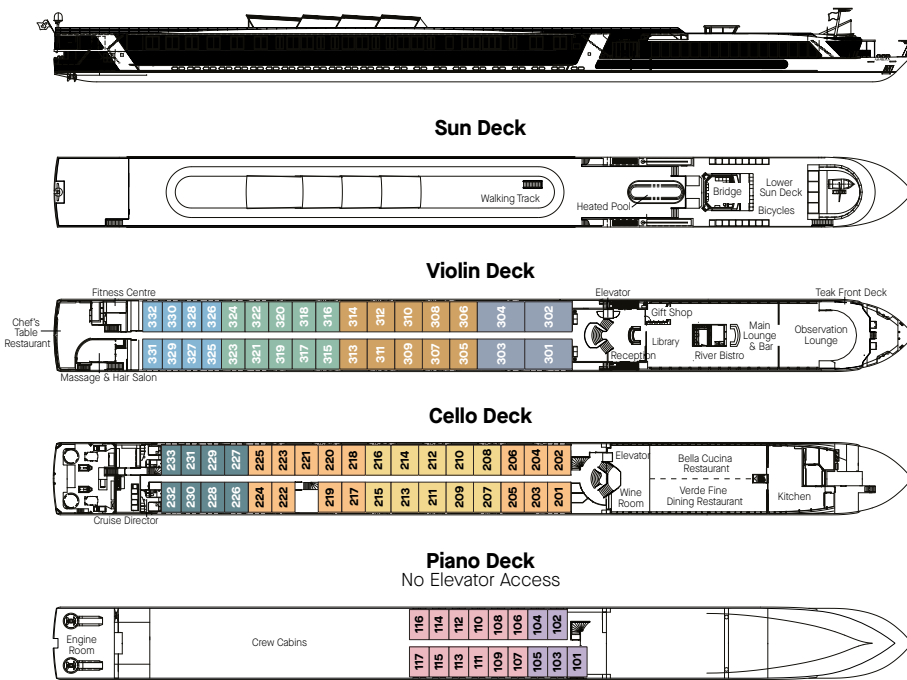 Sun Deck
Walking Track
Heated Pool
Bridge
Lower
Sun Deck
Bicycles
Violin Deck
Fitness Centre
Elevator
Teak Front Deck
Chef's
Table
Restaurant
332 330 328 326 324 322 320 318 316 314 312 310 308 306 304 302
Gift Shop
Library
Main
Lounge
& Bar
Observation
Lounge
331 329 327 325 323 321 319 317 315 313 311 309 307 305 303 301
Reception
River Bistro
Massage & Hair Salon
Cello Deck
233 231 229 227 225 223 221 220 218 216 214 212 210 208 206 204 202
Elevator
Bella Cucina
Restaurant
232 230 228 226 224 222 219 217 215 213 211 209 207 205 203 201
Wine
Room
Verde Fine
Dining Restaurant
Kitchen
Cruise Director
Piano Deck
No Elevator Access
116 114 112 110 108 106 104 102
Engine
Room
Crew Cabins
117 115 113 111 109 107 105 103 101